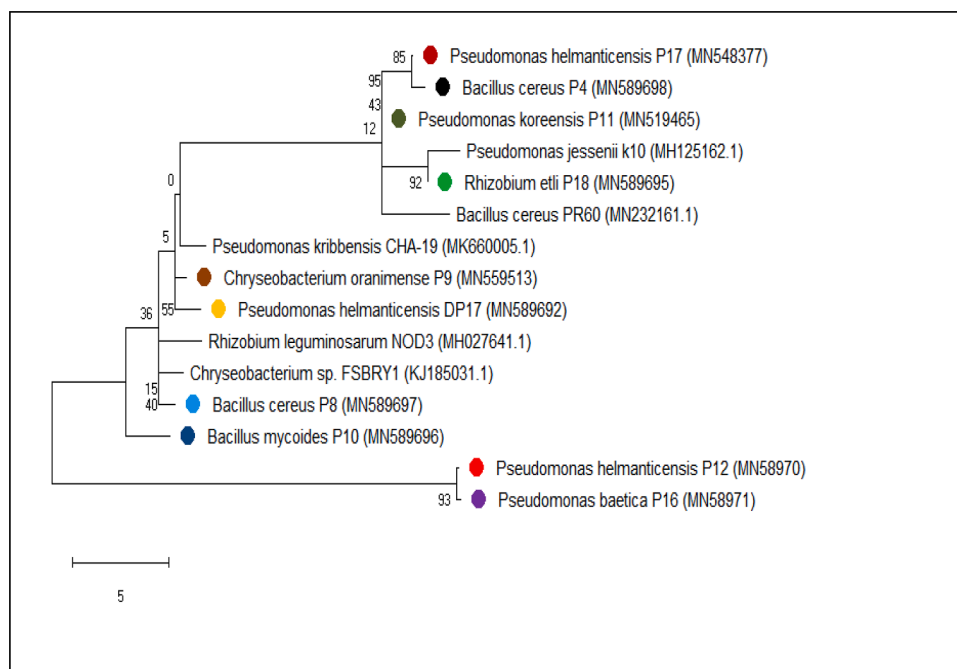 85
Pseudomonas helmanticensis P17 (MN548377)
95
Bacillus cereus P4 (MN589698)
43
Pseudomonas koreensis P11 (MN519465)
12
Pseudomonas jessenii k10 (MH125162.1)
92
Rhizobium etli P18 (MN589695)
0
Bacillus cereus PR60 (MN232161.1)
5
Pseudomonas kribbensis CHA-19 (MK660005.1)
Chryseobacterium oranimense P9 (MN559513)
36
55
Pseudomonas helmanticensis DP17 (MN589692)
Rhizobium leguminosarum NOD3 (MH027641.1)
Chryseobacterium sp. FSBRY1 (KJ185031.1)
15
40
Bacillus cereus P8 (MN589697)
Bacillus mycoides P10 (MN589696)
Pseudomonas helmanticensis P12 (MN58970)
93
Pseudomonas baetica P16 (MN58971)
5